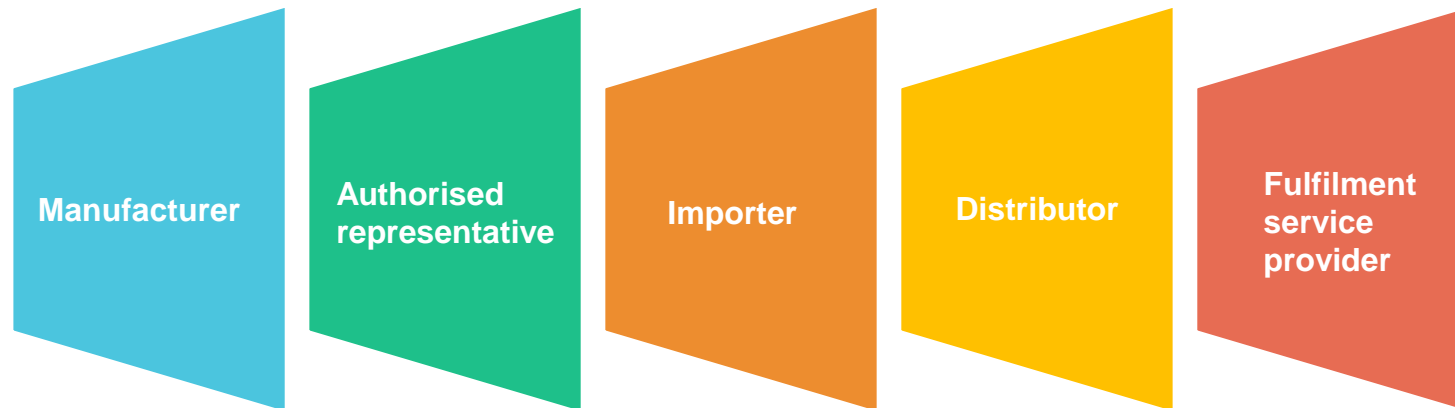 Manufacturer
Authorised
representative
Importer
Distributor
Fulfilment
service
provider